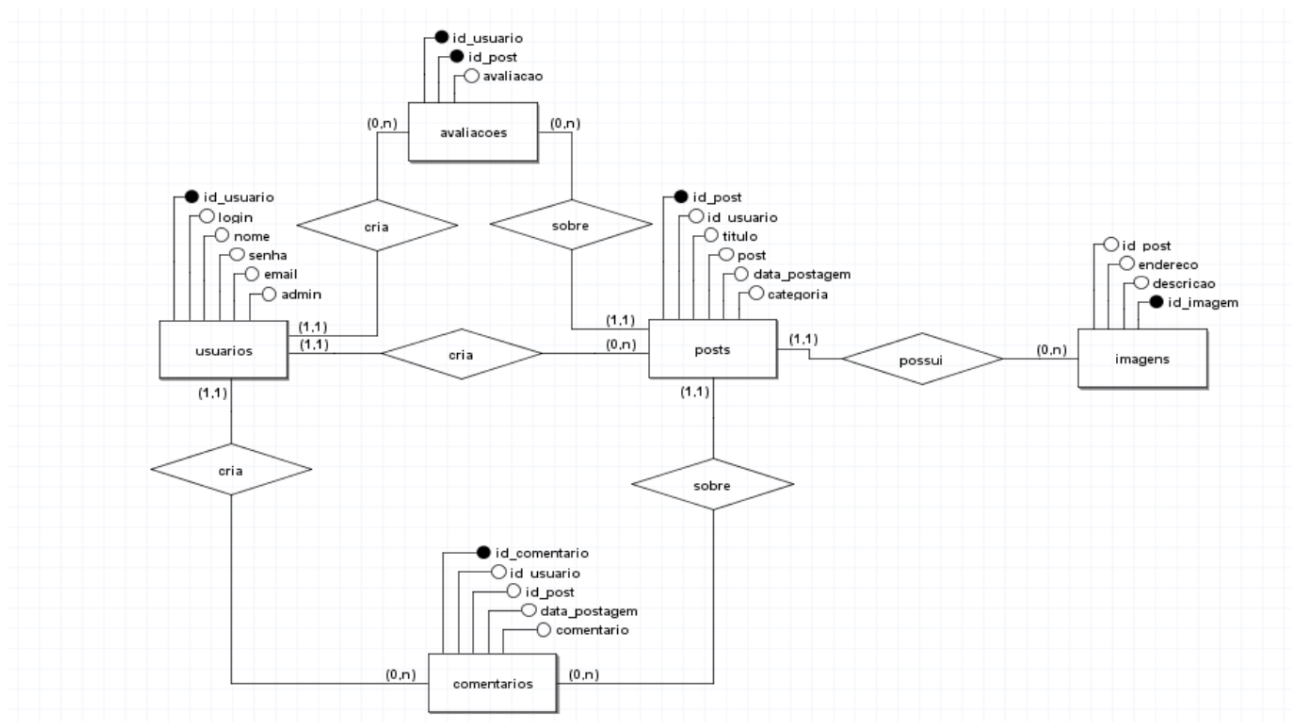 id_usuario
id_post
avaliacao
(0,n)
avaliacoes
(0,n)
cria
sobre
id_usuario
login
nome
senha
email
admin
usuarios
(1,1)
(1,1)
cria
(0,n)
(1,1)
id_post
id_usuario
titulo
post
data_postagem
categoria
posts
(1,1)
possui
(0,n)
id_post
endereco
descricao
id_imagem
imagens
(1,1)
cria
(1,1)
sobre
id_comentario
id_usuario
id_post
data_postagem
comentario
(0,n)
comentarios
(0,n)